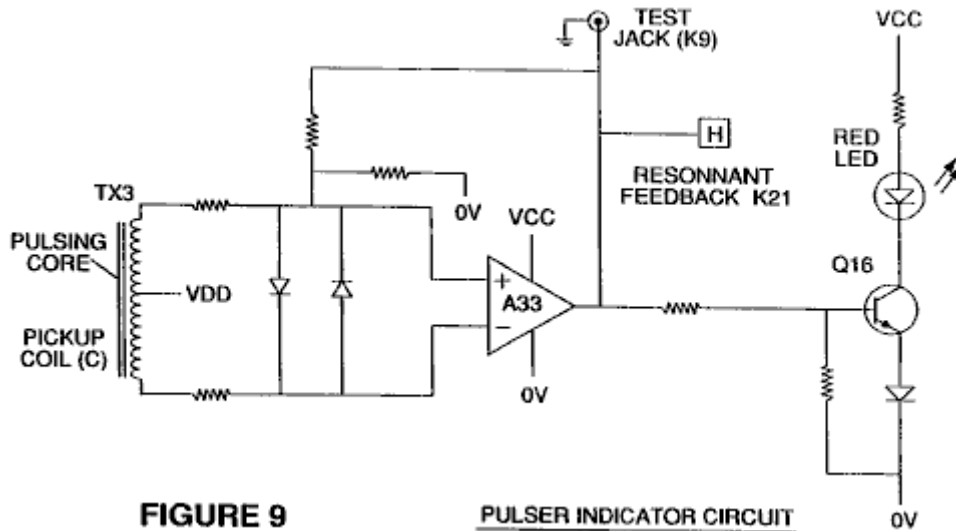 TEST
JACK (K9)
VCC
H
RED
LED
RESONNANT
FEEDBACK K21
TX3
0V
VCC
PULSING
CORE
VDD
+
A33
−
Q16
PICKUP
COIL (C)
0V
FIGURE 9
PULSER INDICATOR CIRCUIT
0V